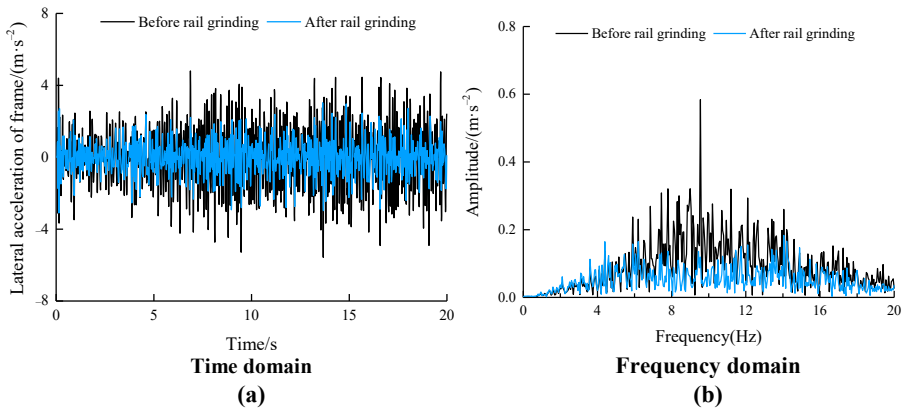 Before rail grinding
After rail grinding
Lateral acceleration of frame/(m·s⁻²)
8
4
0
−4
−8
0
5
10
15
20
Time/s
Time domain
(a)
Before rail grinding
After rail grinding
Amplitude/(m·s⁻²)
0.8
0.6
0.4
0.2
0.0
0
4
8
12
16
20
Frequency(Hz)
Frequency domain
(b)